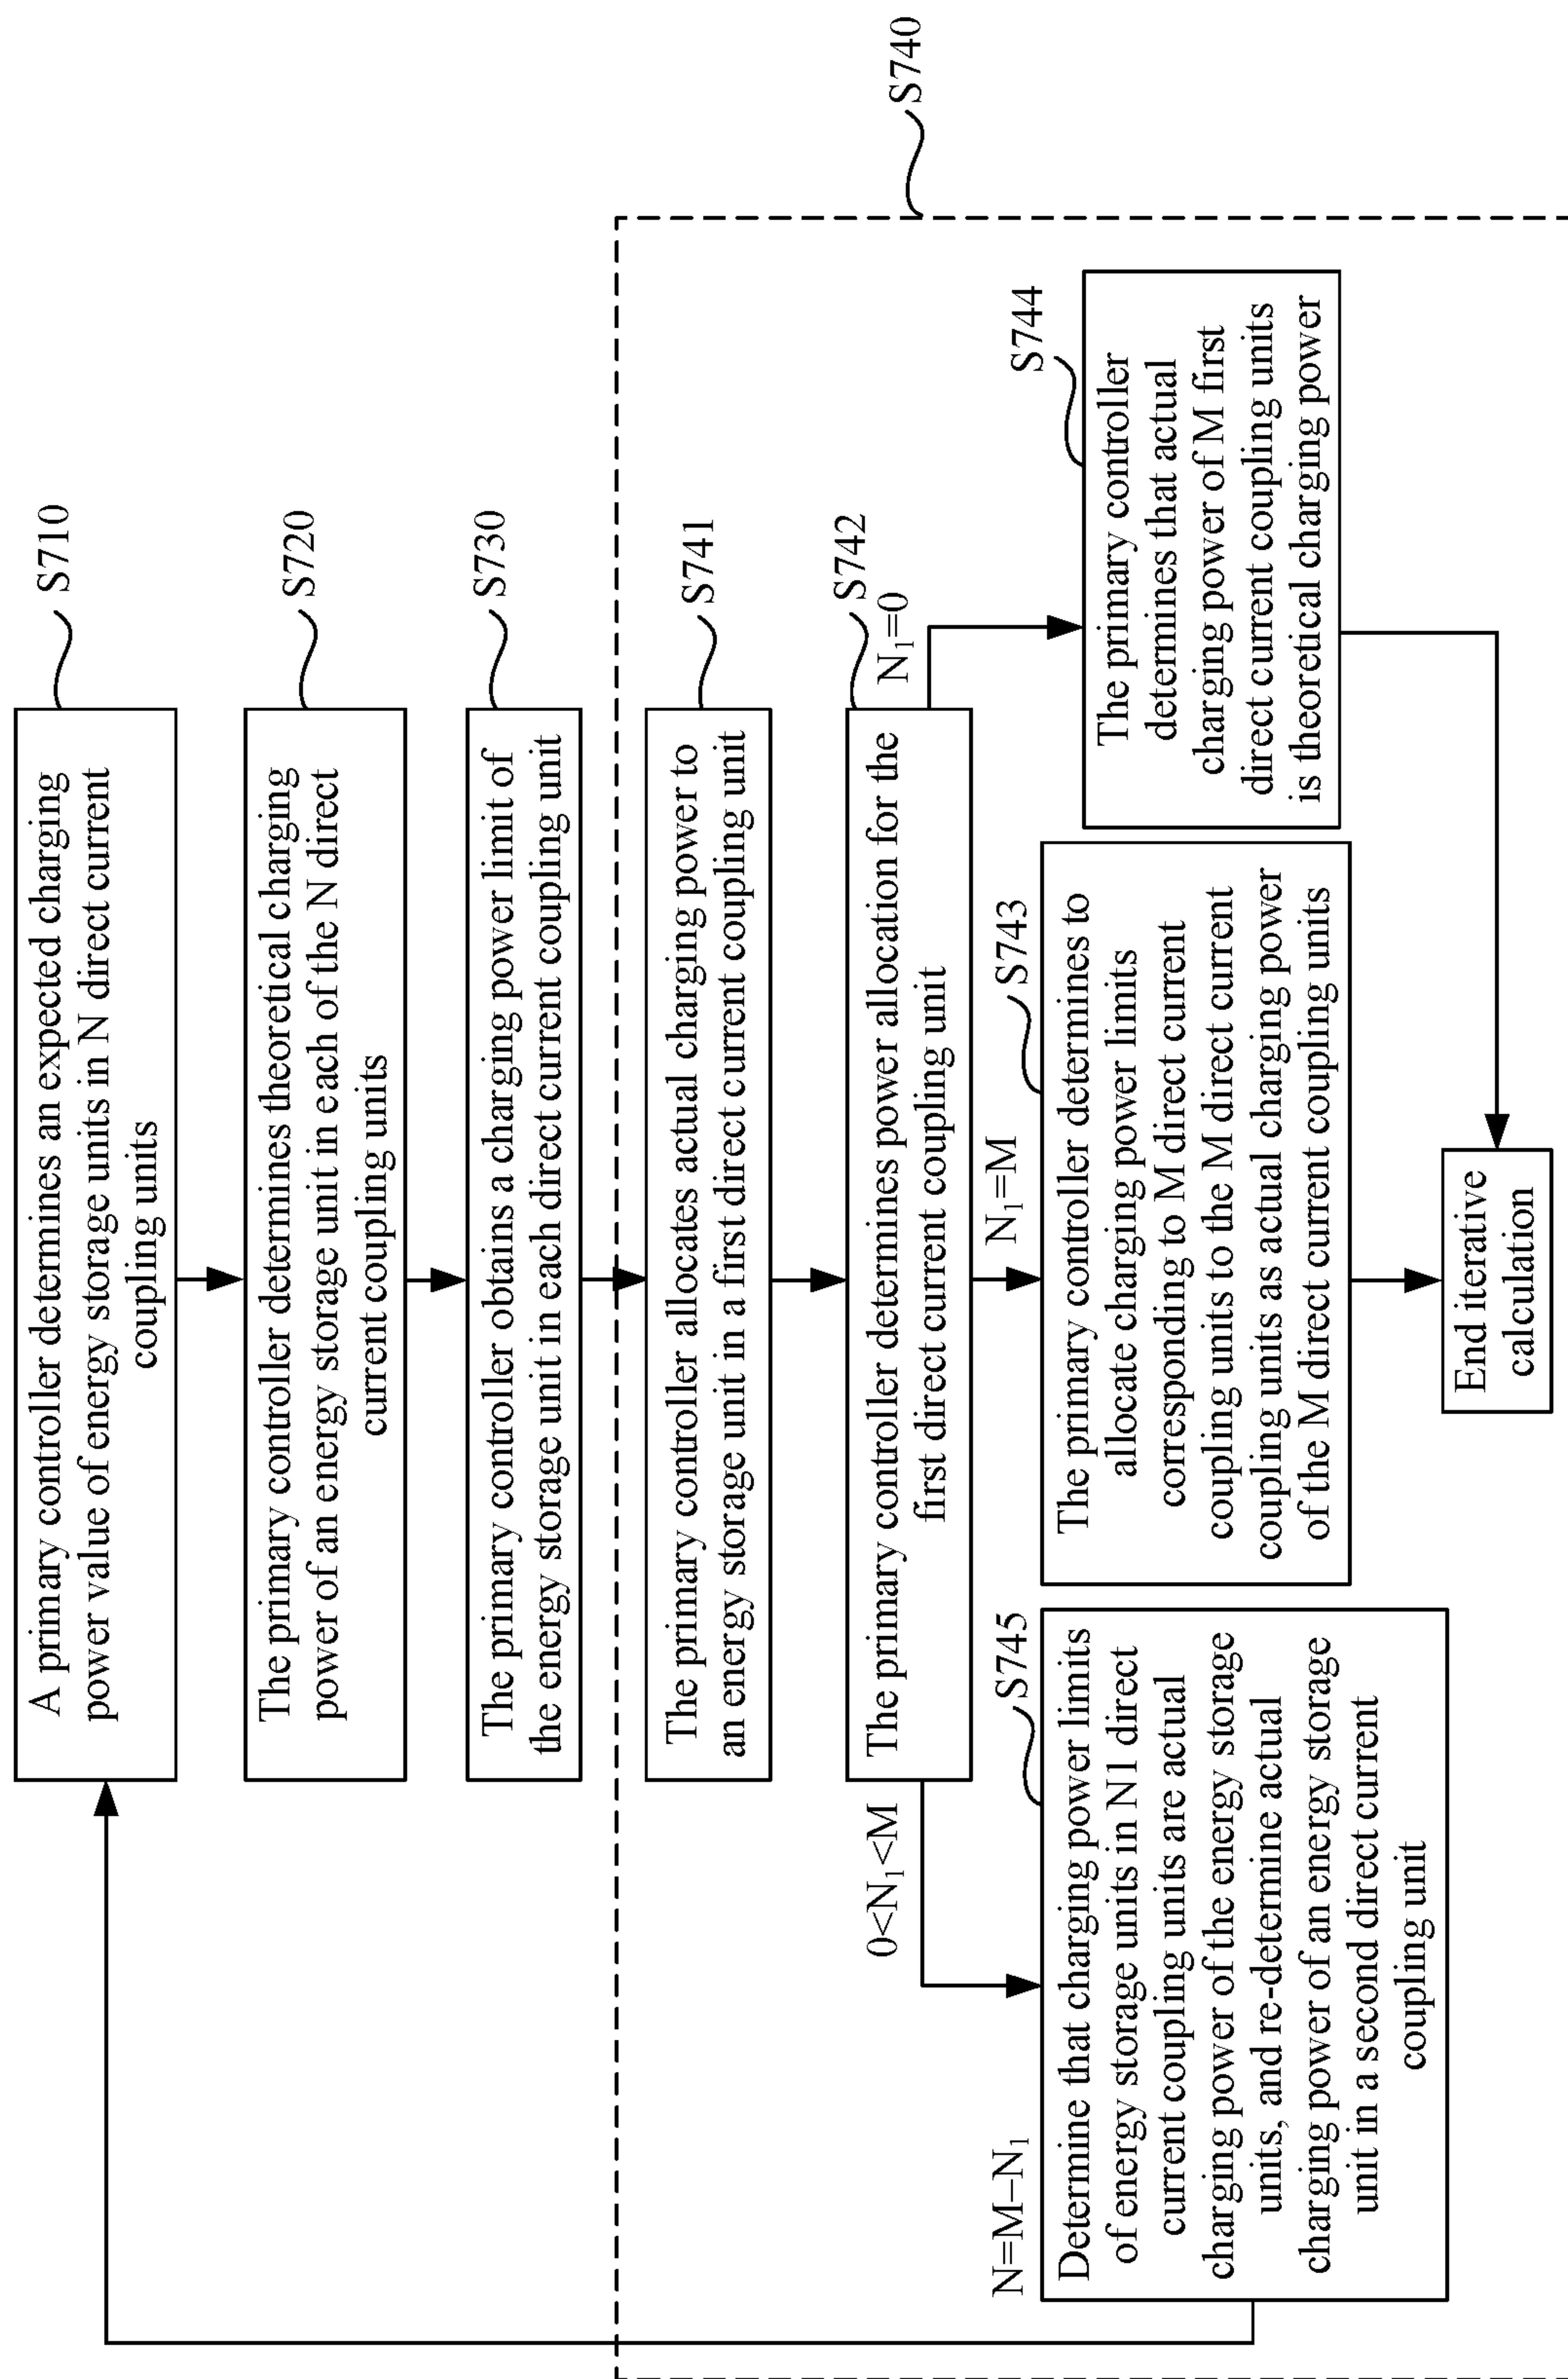 A primary controller determines an expected charging
power value of energy storage units in N direct current
coupling units
S710
The primary controller determines theoretical charging
power of an energy storage unit in each of the N direct
current coupling units
S720
The primary controller obtains a charging power limit of
the energy storage unit in each direct current coupling unit
S730
S740
The primary controller allocates actual charging power to
an energy storage unit in a first direct current coupling unit
S741
The primary controller determines power allocation for the
first direct current coupling unit
S742
0<N₁<M
N₁=M
N₁=0
N=M−N₁
S745
Determine that charging power limits
of energy storage units in N1 direct
current coupling units are actual
charging power of the energy storage
units, and re-determine actual
charging power of an energy storage
unit in a second direct current
coupling unit
S743
The primary controller determines to
allocate charging power limits
corresponding to M direct current
coupling units to the M direct current
coupling units as actual charging power
of the M direct current coupling units
S744
The primary controller
determines that actual
charging power of M first
direct current coupling units
is theoretical charging power
End iterative
calculation